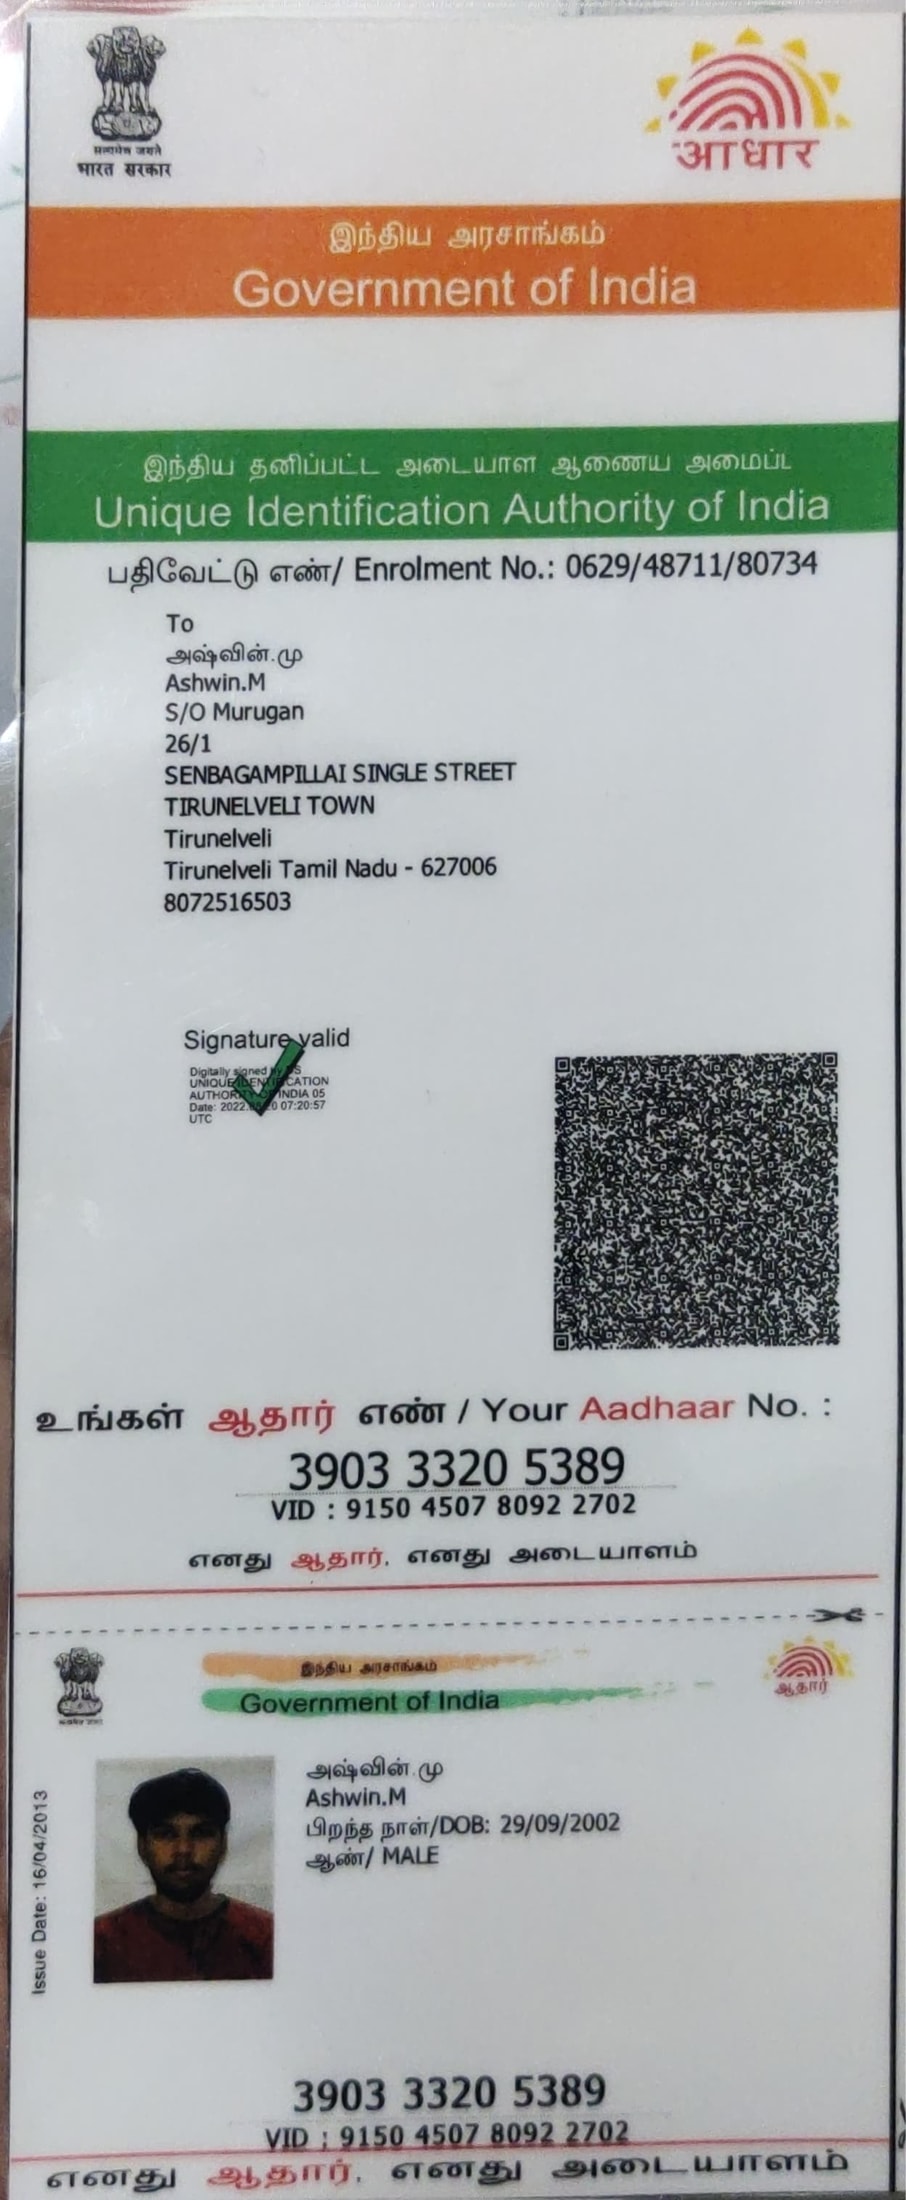 सत्यमेव जयते
भारत सरकार
आधार
இந்திய அரசாங்கம்
Government of India
இந்திய தனிப்பட்ட அடையாள ஆணைய அமைப்
Unique Identification Authority of India
பதிவேட்டு எண்/ Enrolment No.: 0629/48711/80734
To
அஷ்வின்.மு
Ashwin.M
S/O Murugan
26/1
SENBAGAMPILLAI SINGLE STREET
TIRUNELVELI TOWN
Tirunelveli
Tirunelveli Tamil Nadu - 627006
8072516503
Signature valid
Digitally signed by DS
UNIQUE IDENTIFICATION
AUTHORITY OF INDIA 05
Date: 07:20:57
UTC
உங்கள் ஆதார் எண் / Your Aadhaar No. :
3903 3320 5389
VID : 9150 4507 8092 2702
எனது ஆதார், எனது அடையாளம்
இந்திய அரசாங்கம்
Government of India
ஆதார்
அஷ்வின்.மு
Ashwin.M
பிறந்த நாள்/DOB: 29/09/2002
ஆண்/ MALE
Issue Date: 16/04/2013
3903 3320 5389
VID : 9150 4507 8092 2702
எனது ஆதார், எனது அடையாளம்